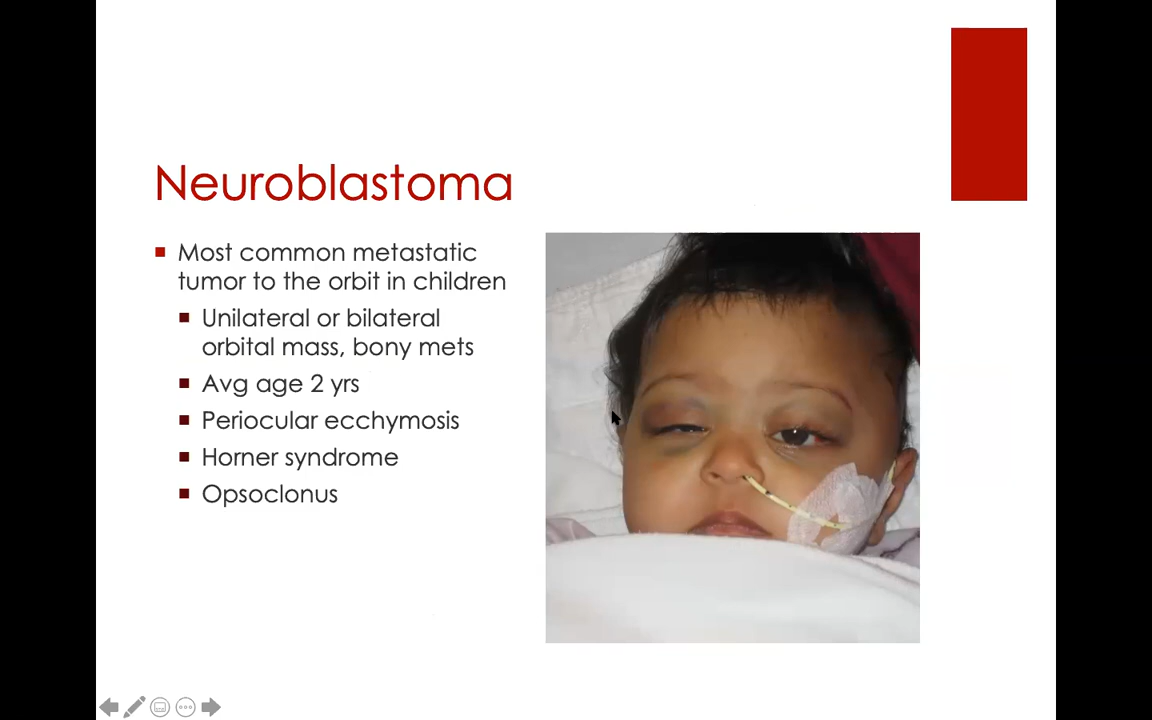 Neuroblastoma
Most common metastatic
tumor to the orbit in children
Unilateral or bilateral
orbital mass, bony mets
Avg age 2 yrs
Periocular ecchymosis
Horner syndrome
Opsoclonus